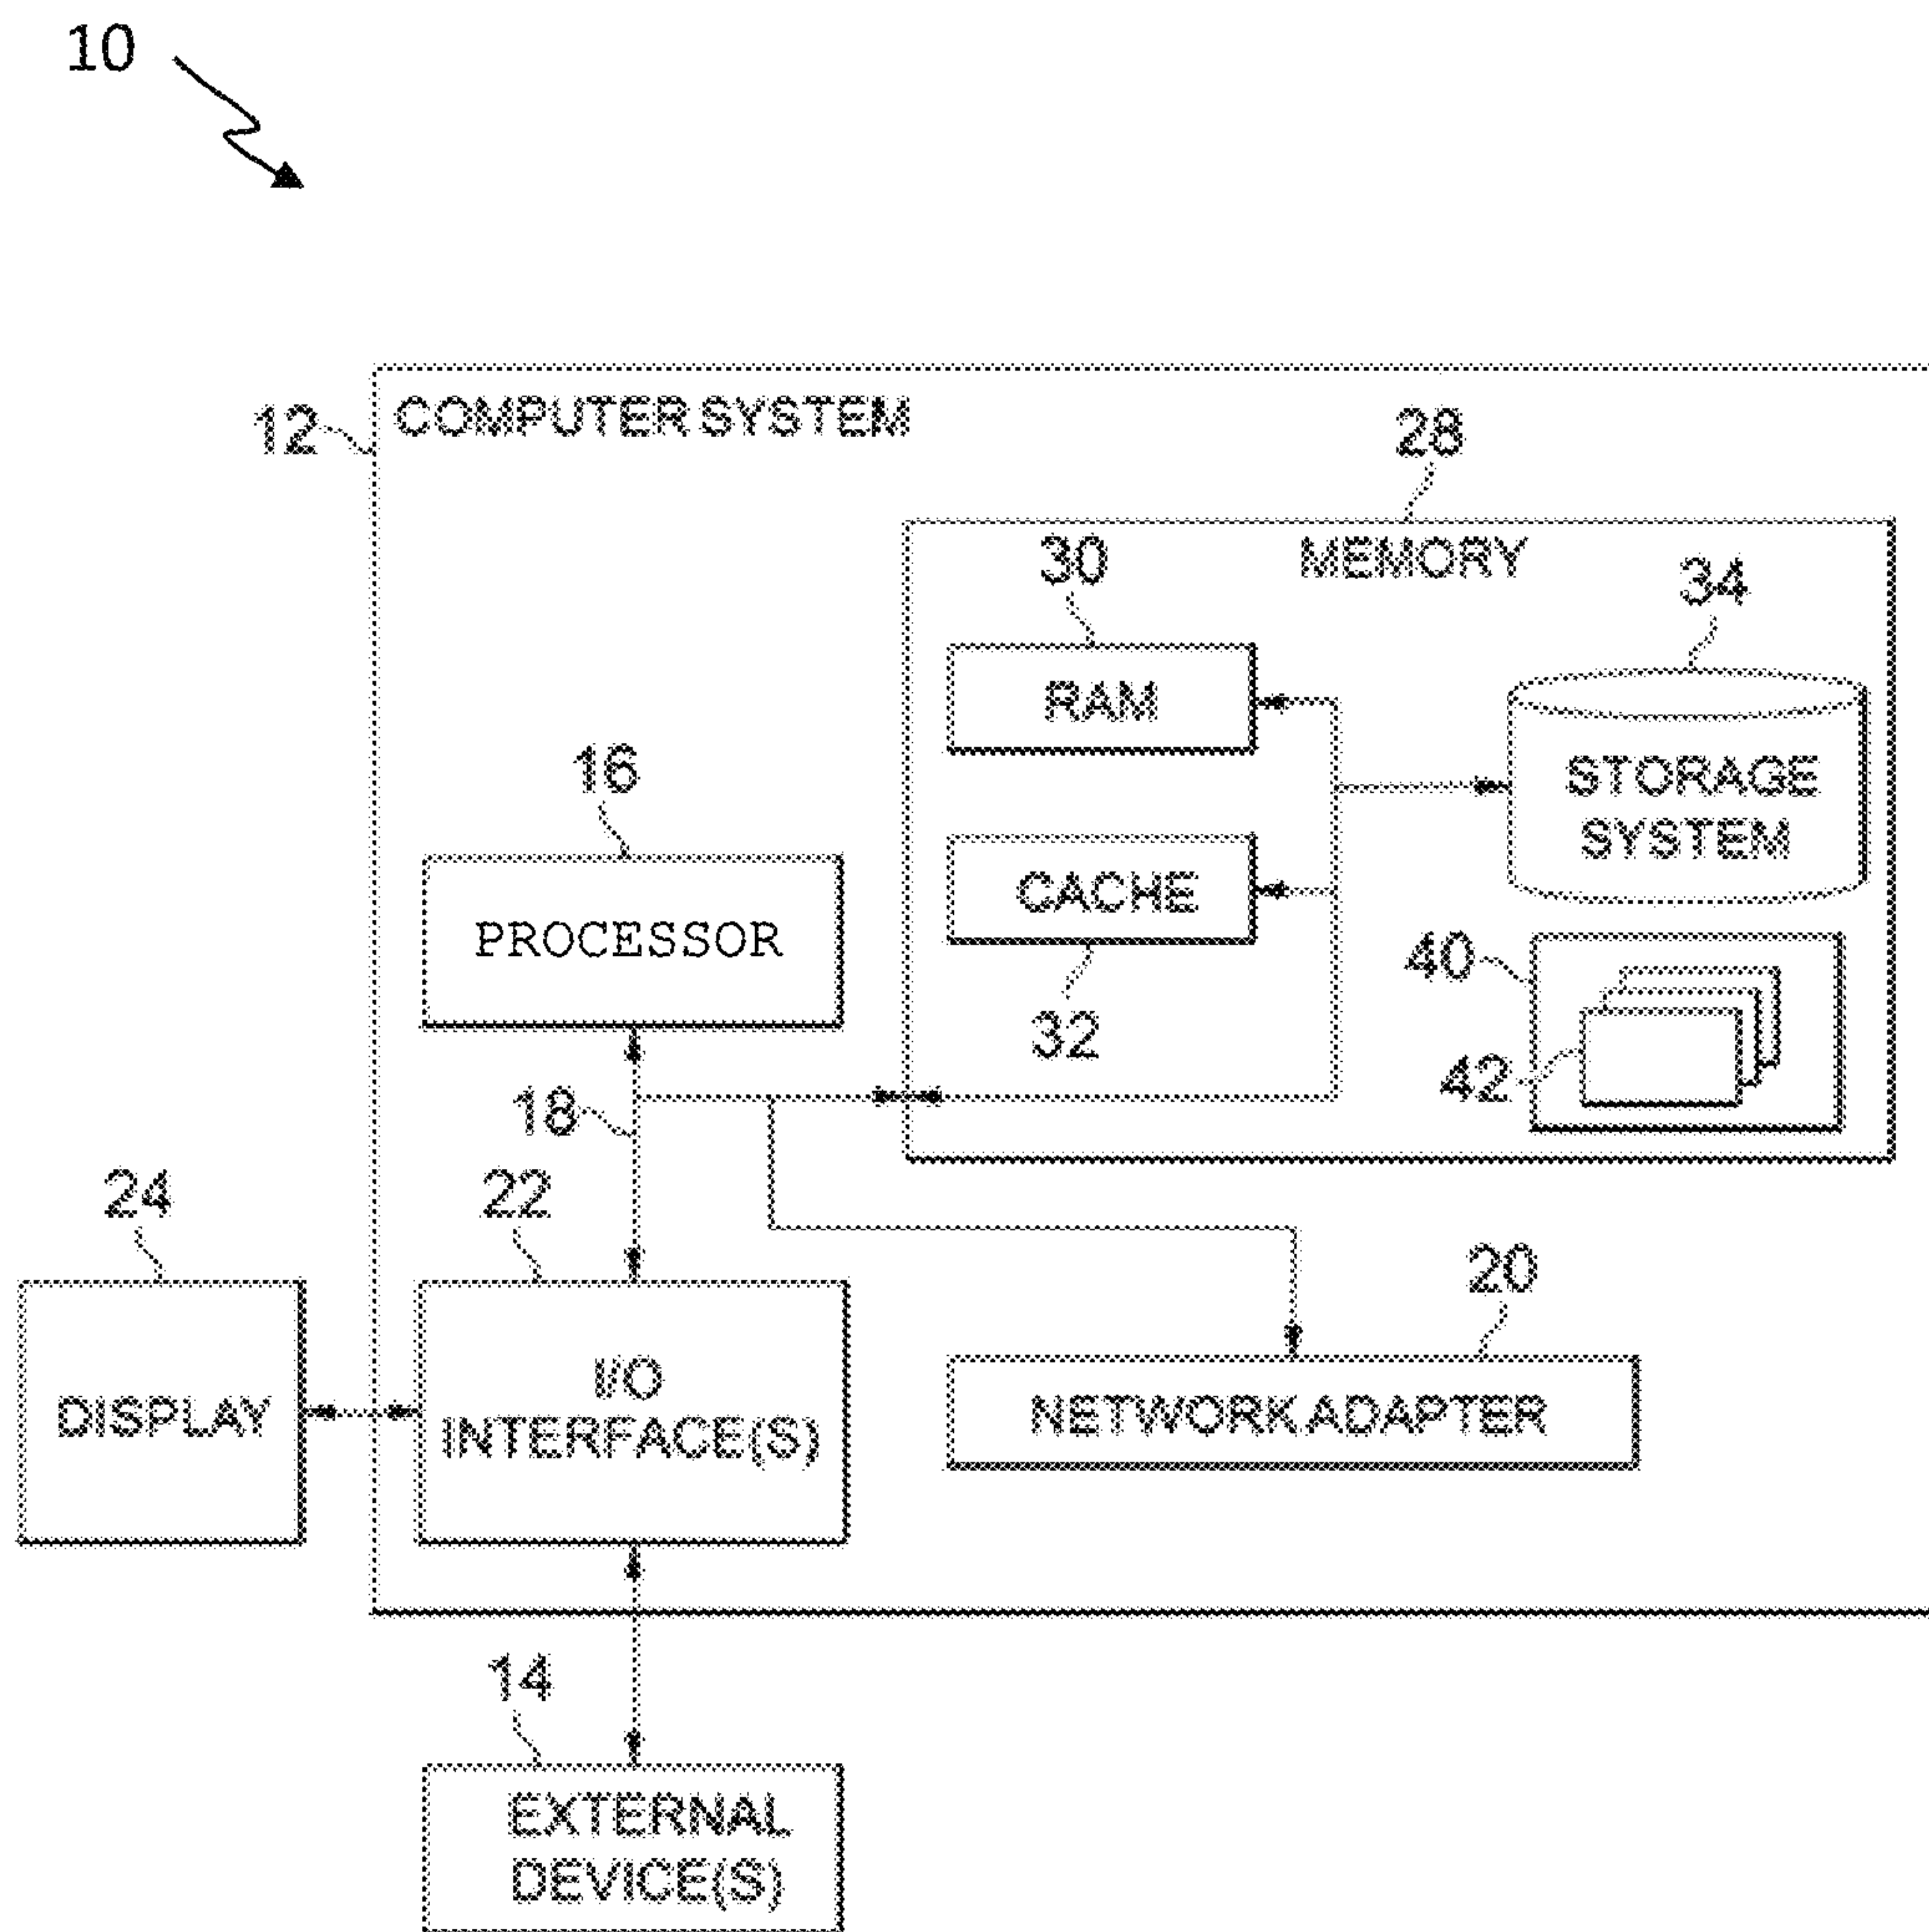 10
12
COMPUTER SYSTEM
28
MEMORY
30
34
RAM
STORAGE
SYSTEM
16
CACHE
PROCESSOR
40
32
42
18
24
22
20
DISPLAY
I/O
INTERFACE(S)
NETWORK ADAPTER
14
EXTERNAL
DEVICE(S)